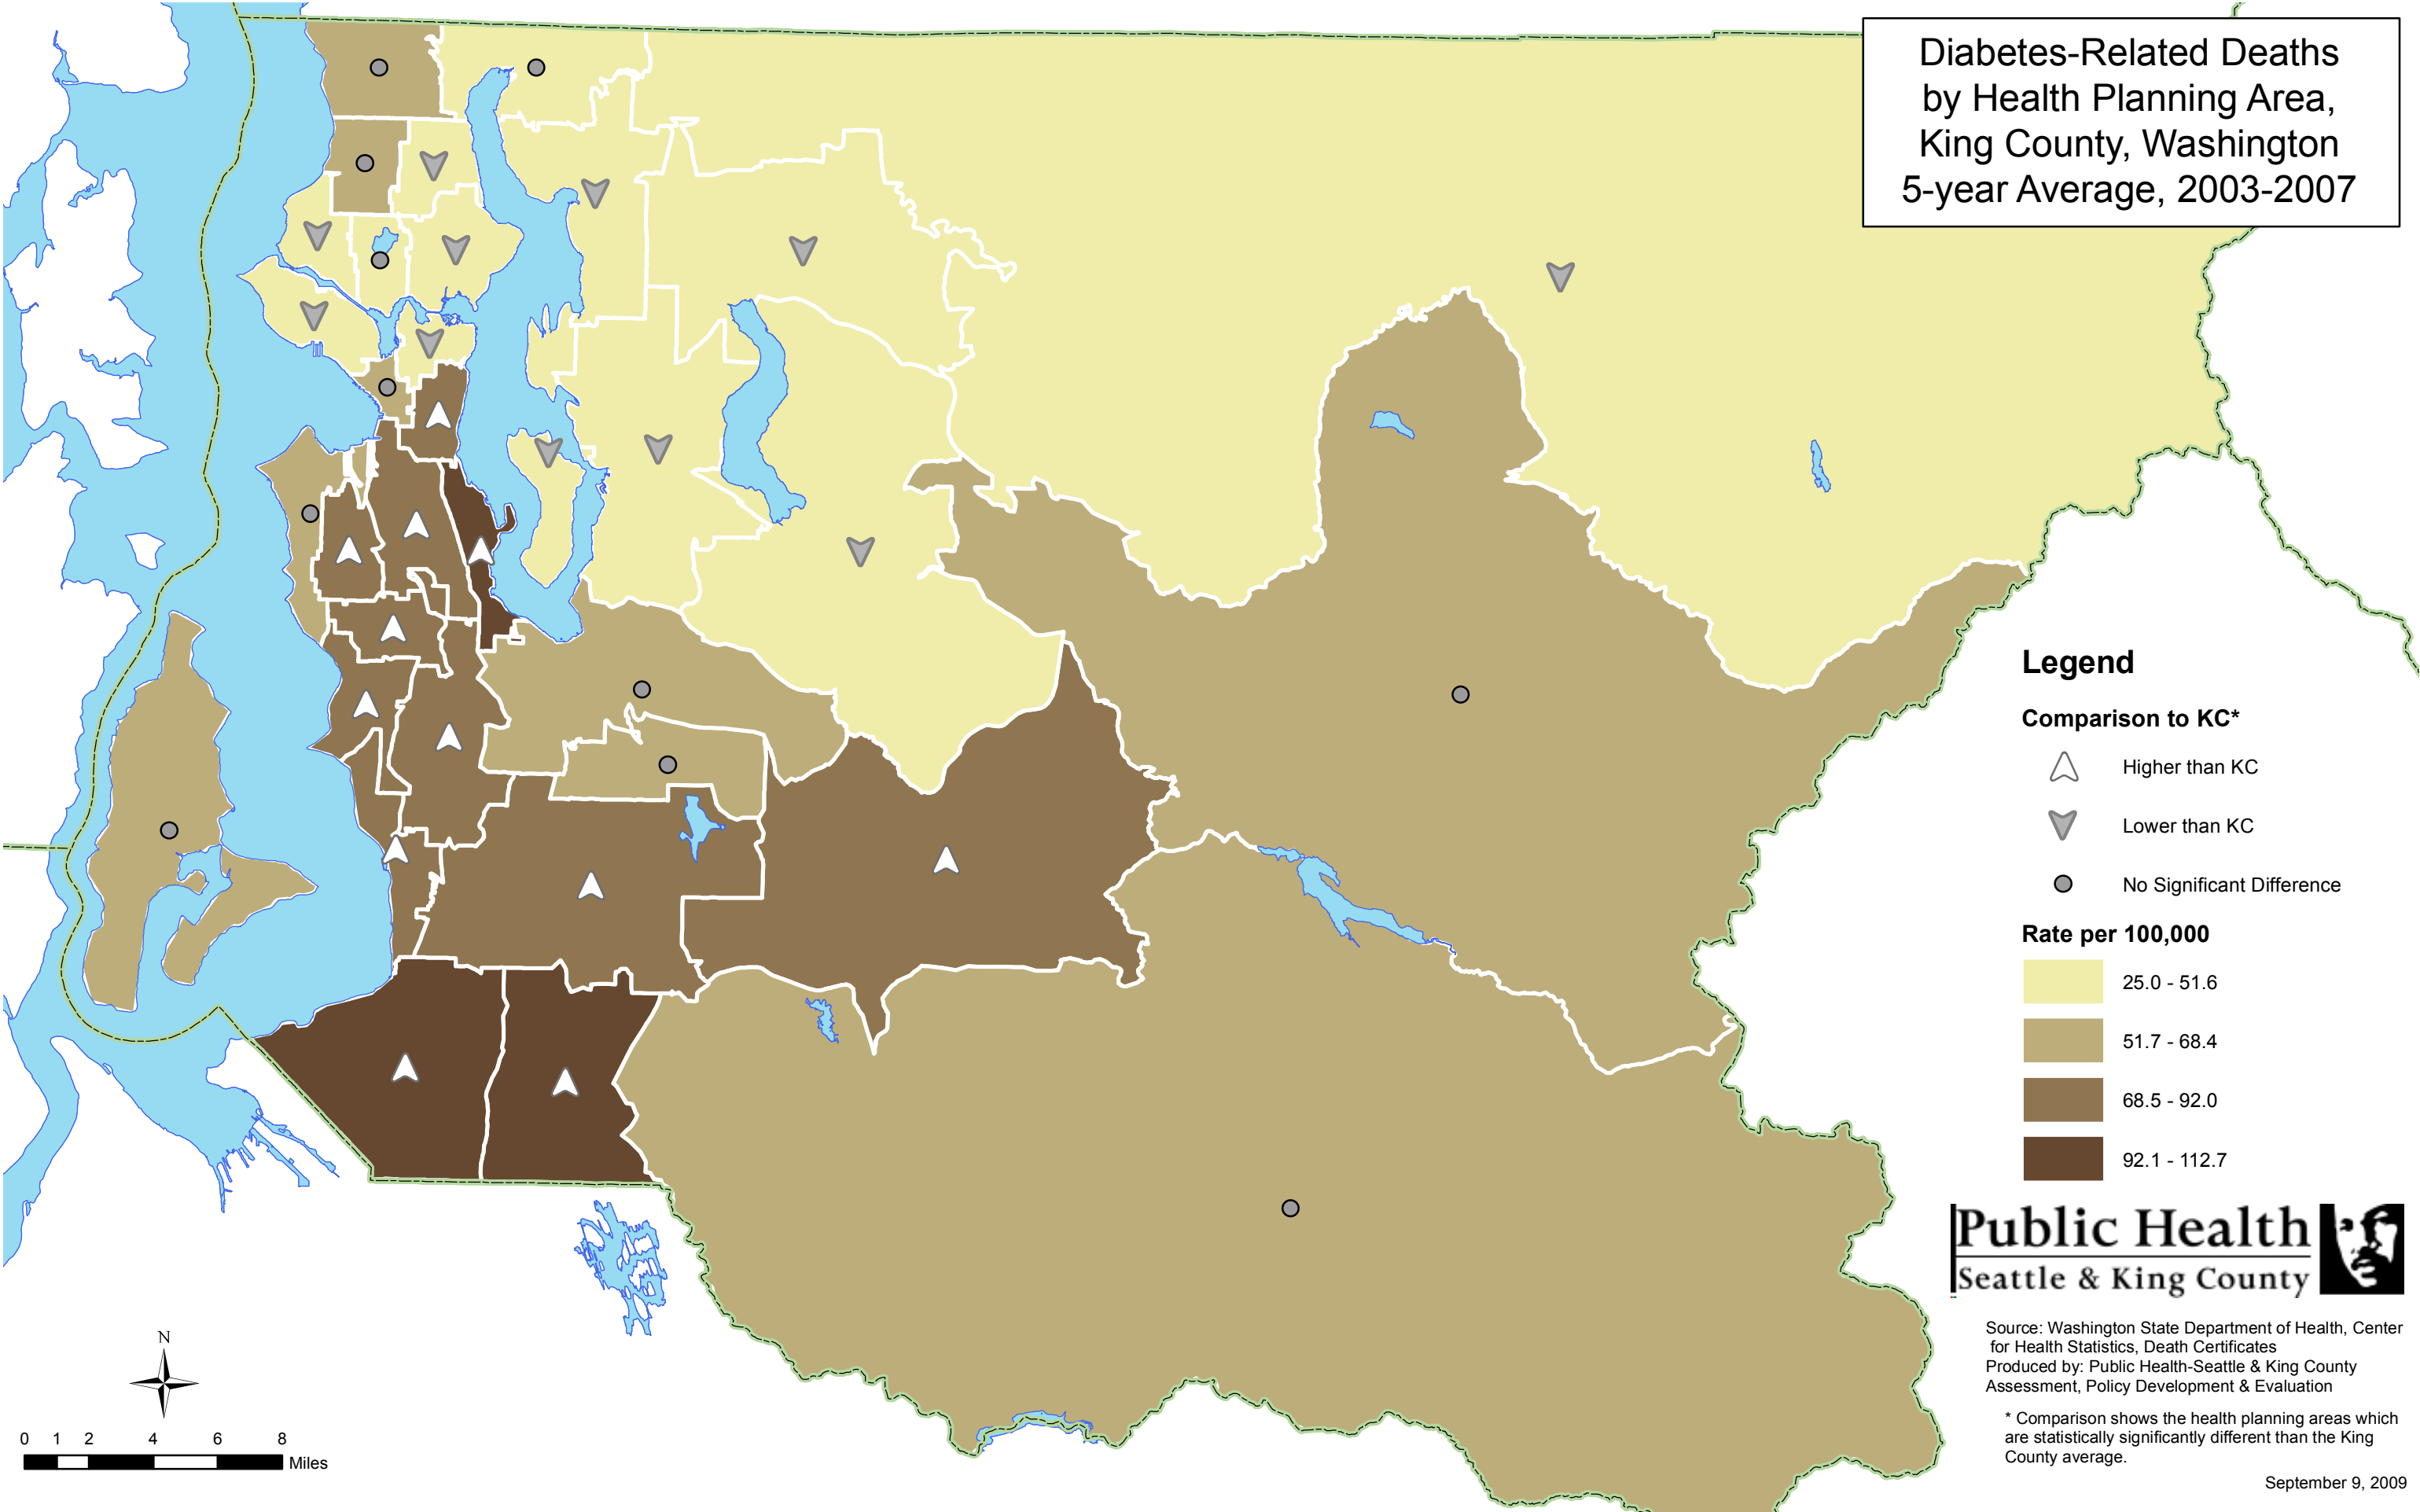 Diabetes-Related Deaths
by Health Planning Area,
King County, Washington
5-year Average, 2003-2007
Legend
Comparison to KC*
Higher than KC
Lower than KC
No Significant Difference
Rate per 100,000
25.0 - 51.6
51.7 - 68.4
68.5 - 92.0
92.1 - 112.7
Public Health
Seattle & King County
Source: Washington State Department of Health, Center
for Health Statistics, Death Certificates
Produced by: Public Health-Seattle & King County
Assessment, Policy Development & Evaluation
* Comparison shows the health planning areas which
are statistically significantly different than the King
County average.
September 9, 2009
N
0 1 2 4 6 8
Miles